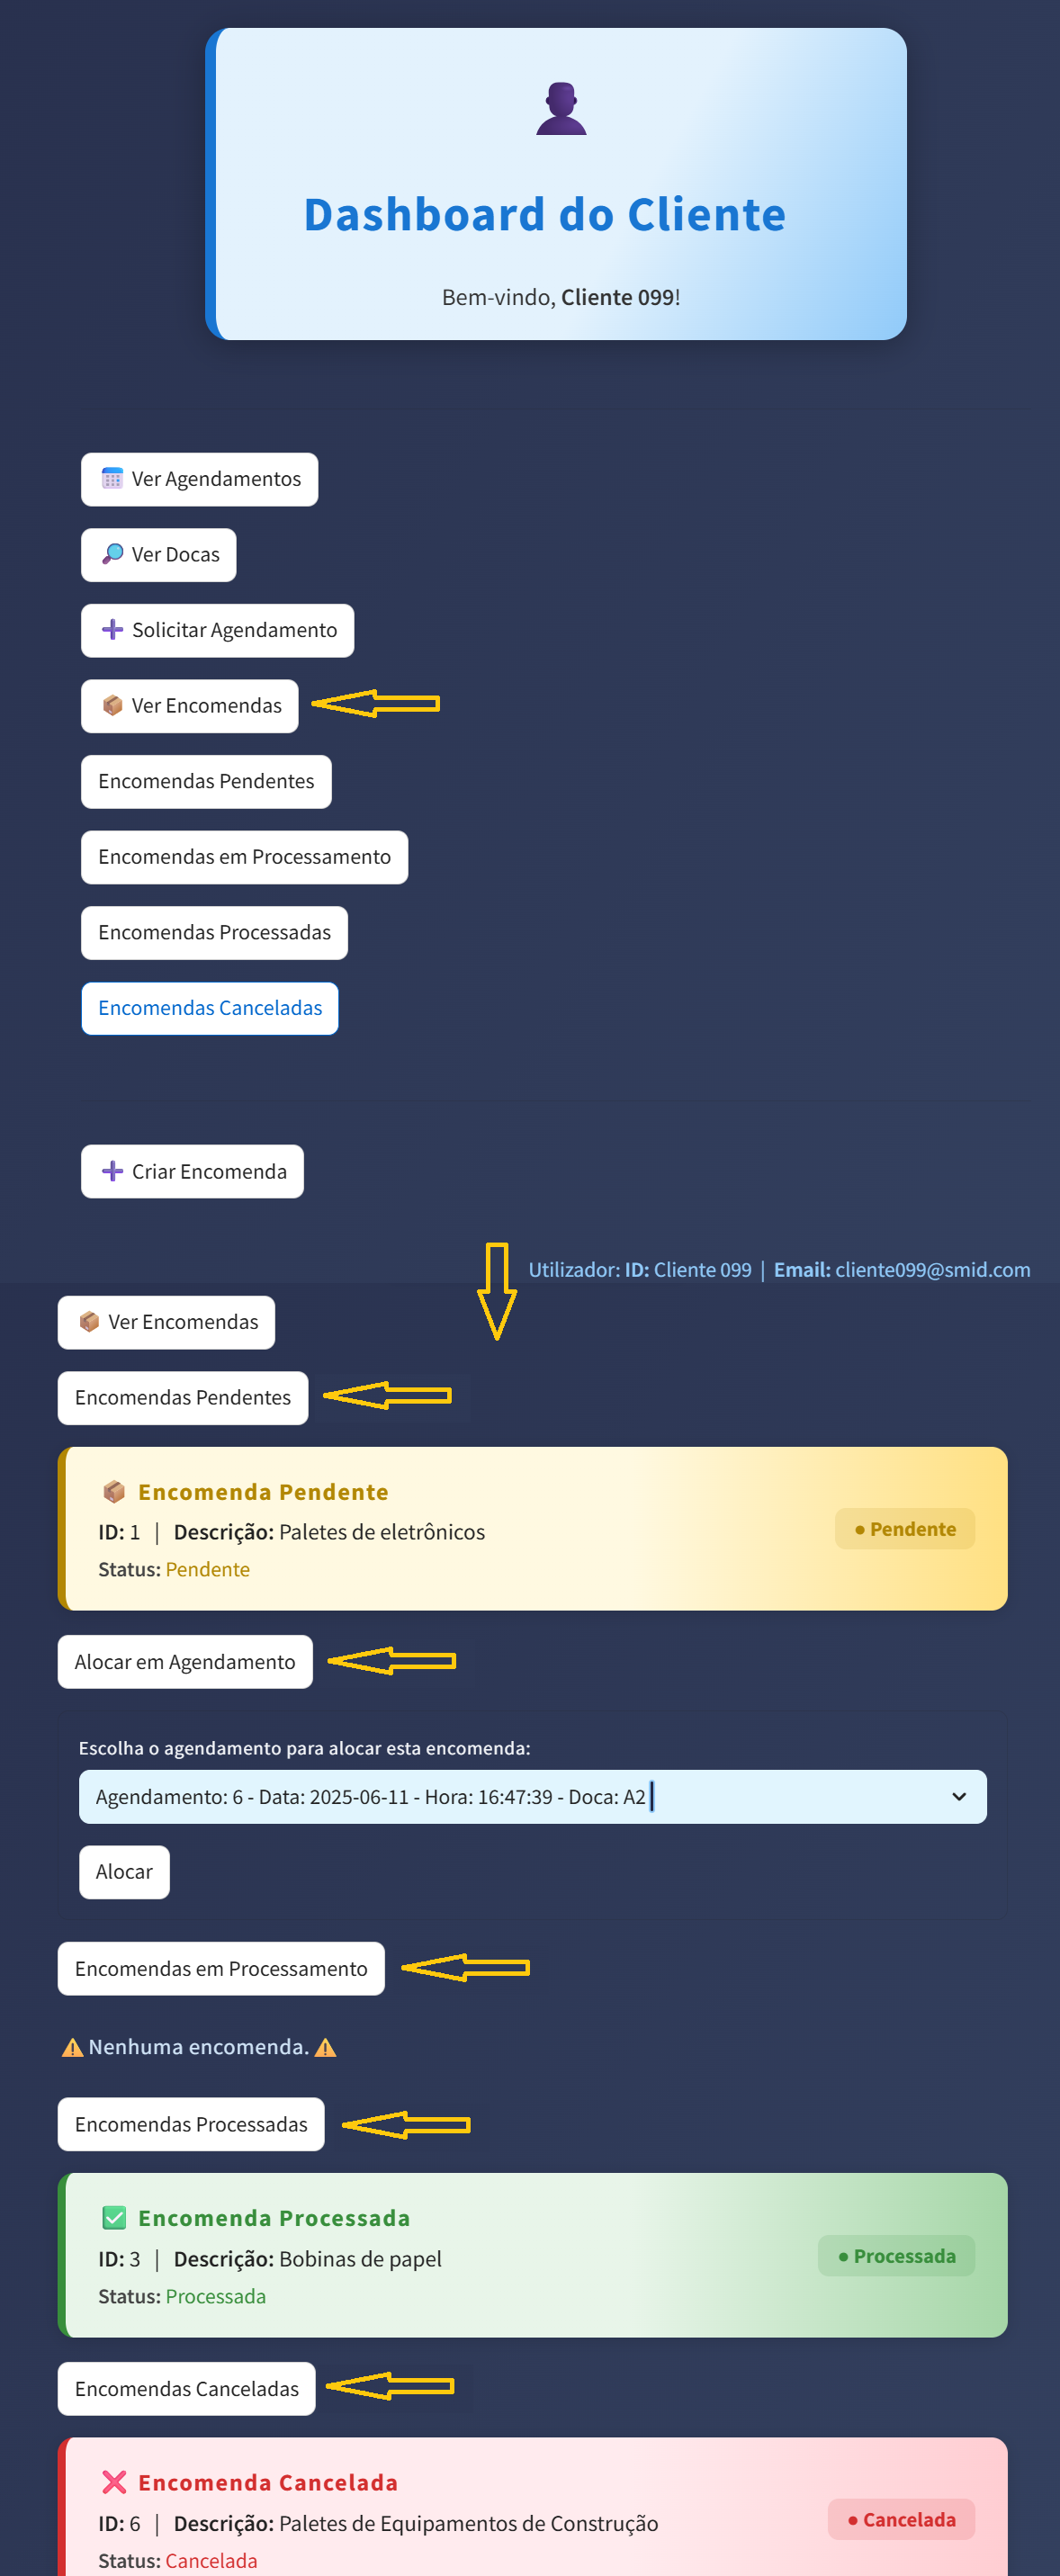 Dashboard do Cliente
Bem-vindo, Cliente 099!
Ver Agendamentos
Ver Docas
Solicitar Agendamento
Ver Encomendas
Encomendas Pendentes
Encomendas em Processamento
Encomendas Processadas
Encomendas Canceladas
Criar Encomenda
Utilizador: ID: Cliente 099 | Email: cliente099@smid.com
Ver Encomendas
Encomendas Pendentes
Encomenda Pendente
ID: 1 | Descrição: Paletes de eletrônicos
• Pendente
Status: Pendente
Alocar em Agendamento
Escolha o agendamento para alocar esta encomenda:
Agendamento: 6 - Data: 2025-06-11 - Hora: 16:47:39 - Doca: A2
Alocar
Encomendas em Processamento
⚠️ Nenhuma encomenda. ⚠️
Encomendas Processadas
Encomenda Processada
ID: 3 | Descrição: Bobinas de papel
• Processada
Status: Processada
Encomendas Canceladas
Encomenda Cancelada
ID: 6 | Descrição: Paletes de Equipamentos de Construção
• Cancelada
Status: Cancelada